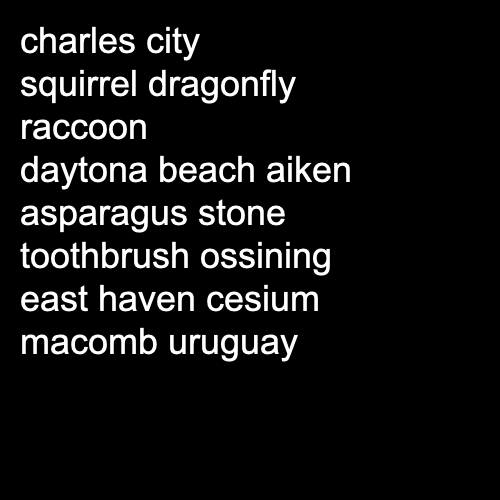 charles city
squirrel dragonfly
raccoon
daytona beach aiken
asparagus stone
toothbrush ossining
east haven cesium
macomb uruguay